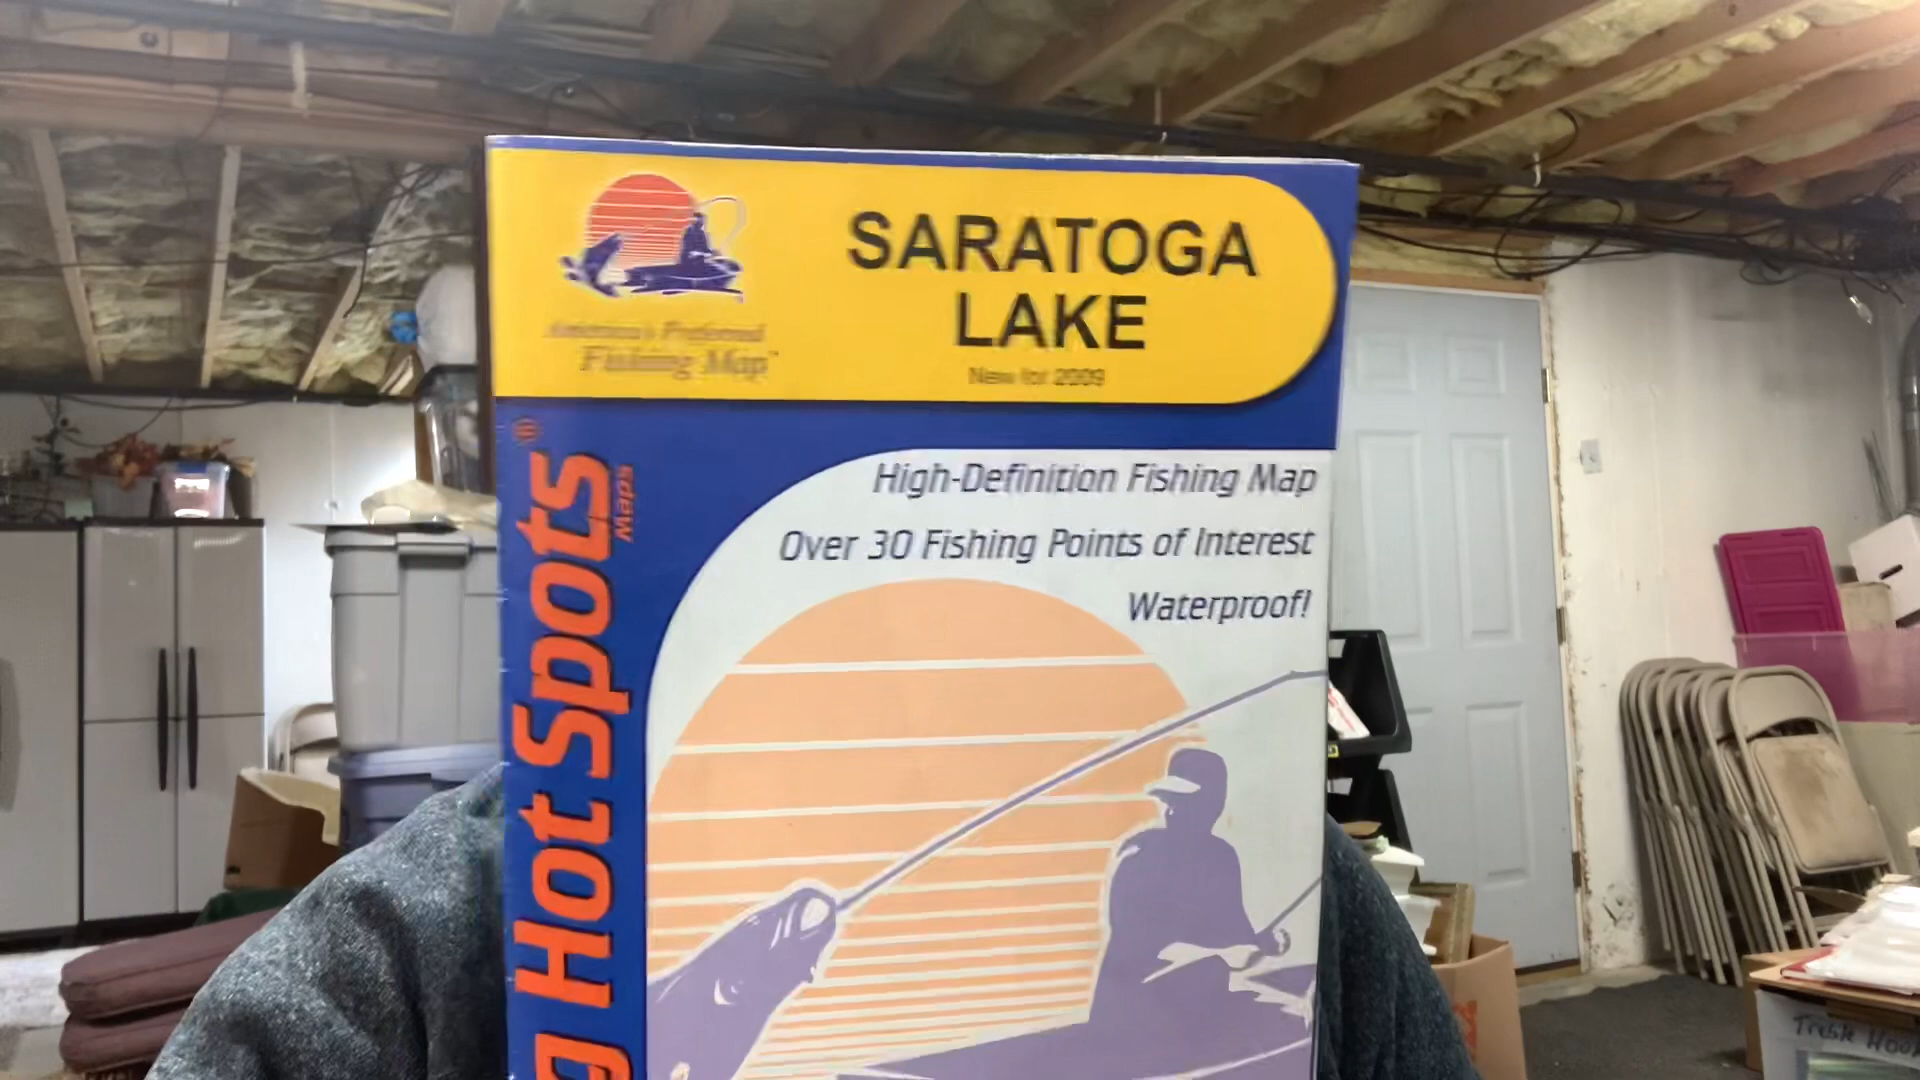 SARATOGA
LAKE
New for 2009
America's Preferred
Fishing Map™
High-Definition Fishing Map
Over 30 Fishing Points of Interest
Waterproof!
g Hot Spots®
Maps